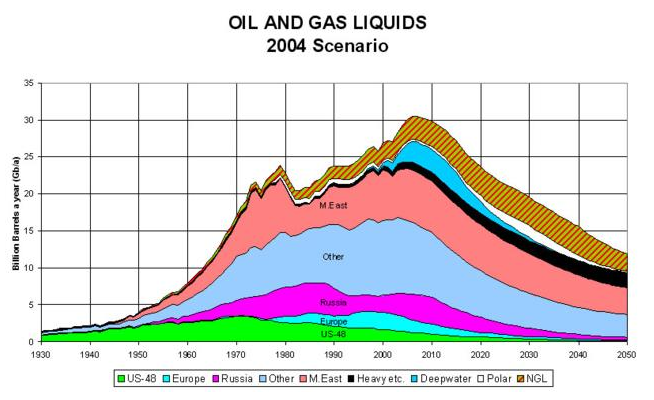 OIL AND GAS LIQUIDS
2004 Scenario
Billion Barrels a year (Gb/a)
35
30
25
20
15
10
5
0
M.East
Other
Russia
Europe
US-48
1930 1940 1950 1960 1970 1980 1990 2000 2010 2020 2030 2040 2050
US-48 Europe Russia Other M.East Heavy etc. Deepwater Polar NGL